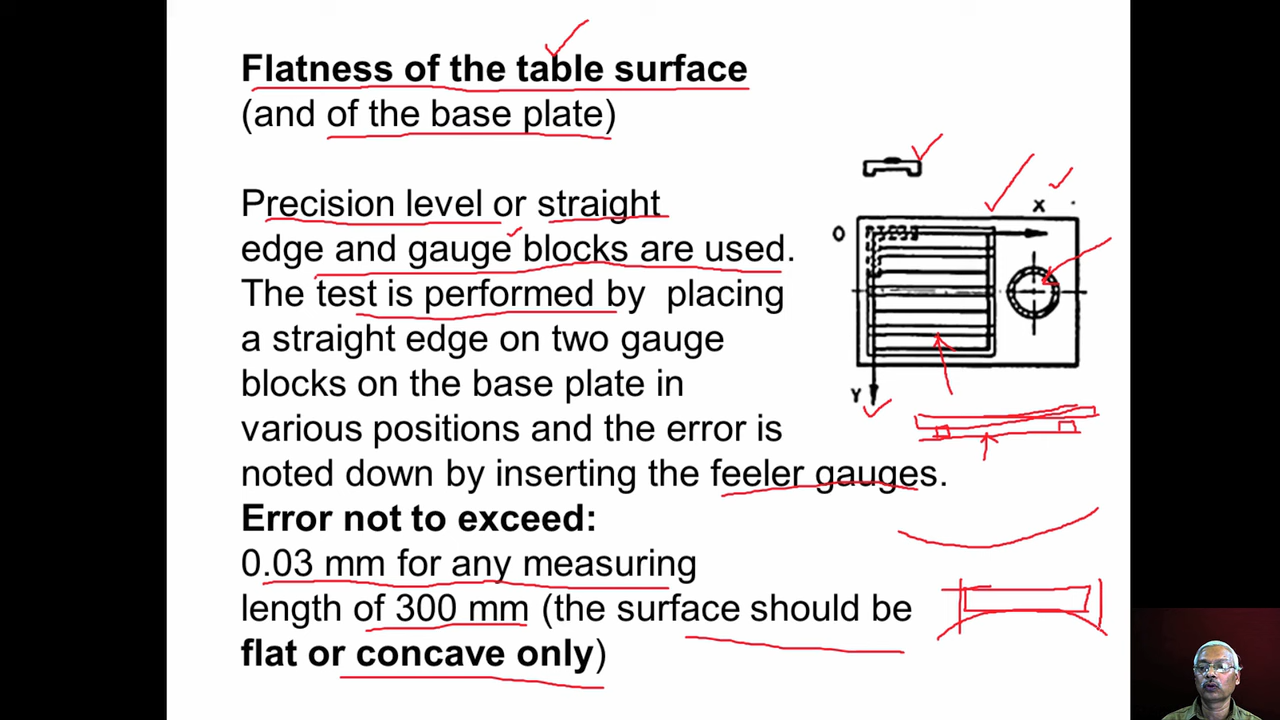 Flatness of the table surface
(and of the base plate)
Precision level or straight
edge and gauge blocks are used.
The test is performed by placing
a straight edge on two gauge
blocks on the base plate in
various positions and the error is
noted down by inserting the feeler gauges.
Error not to exceed:
0.03 mm for any measuring
length of 300 mm (the surface should be
flat or concave only)
X
O
Y